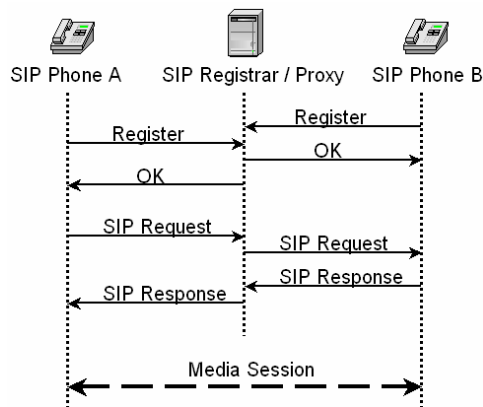 SIP Phone A
SIP Registrar / Proxy
SIP Phone B
Register
Register
OK
OK
SIP Request
SIP Request
SIP Response
SIP Response
Media Session